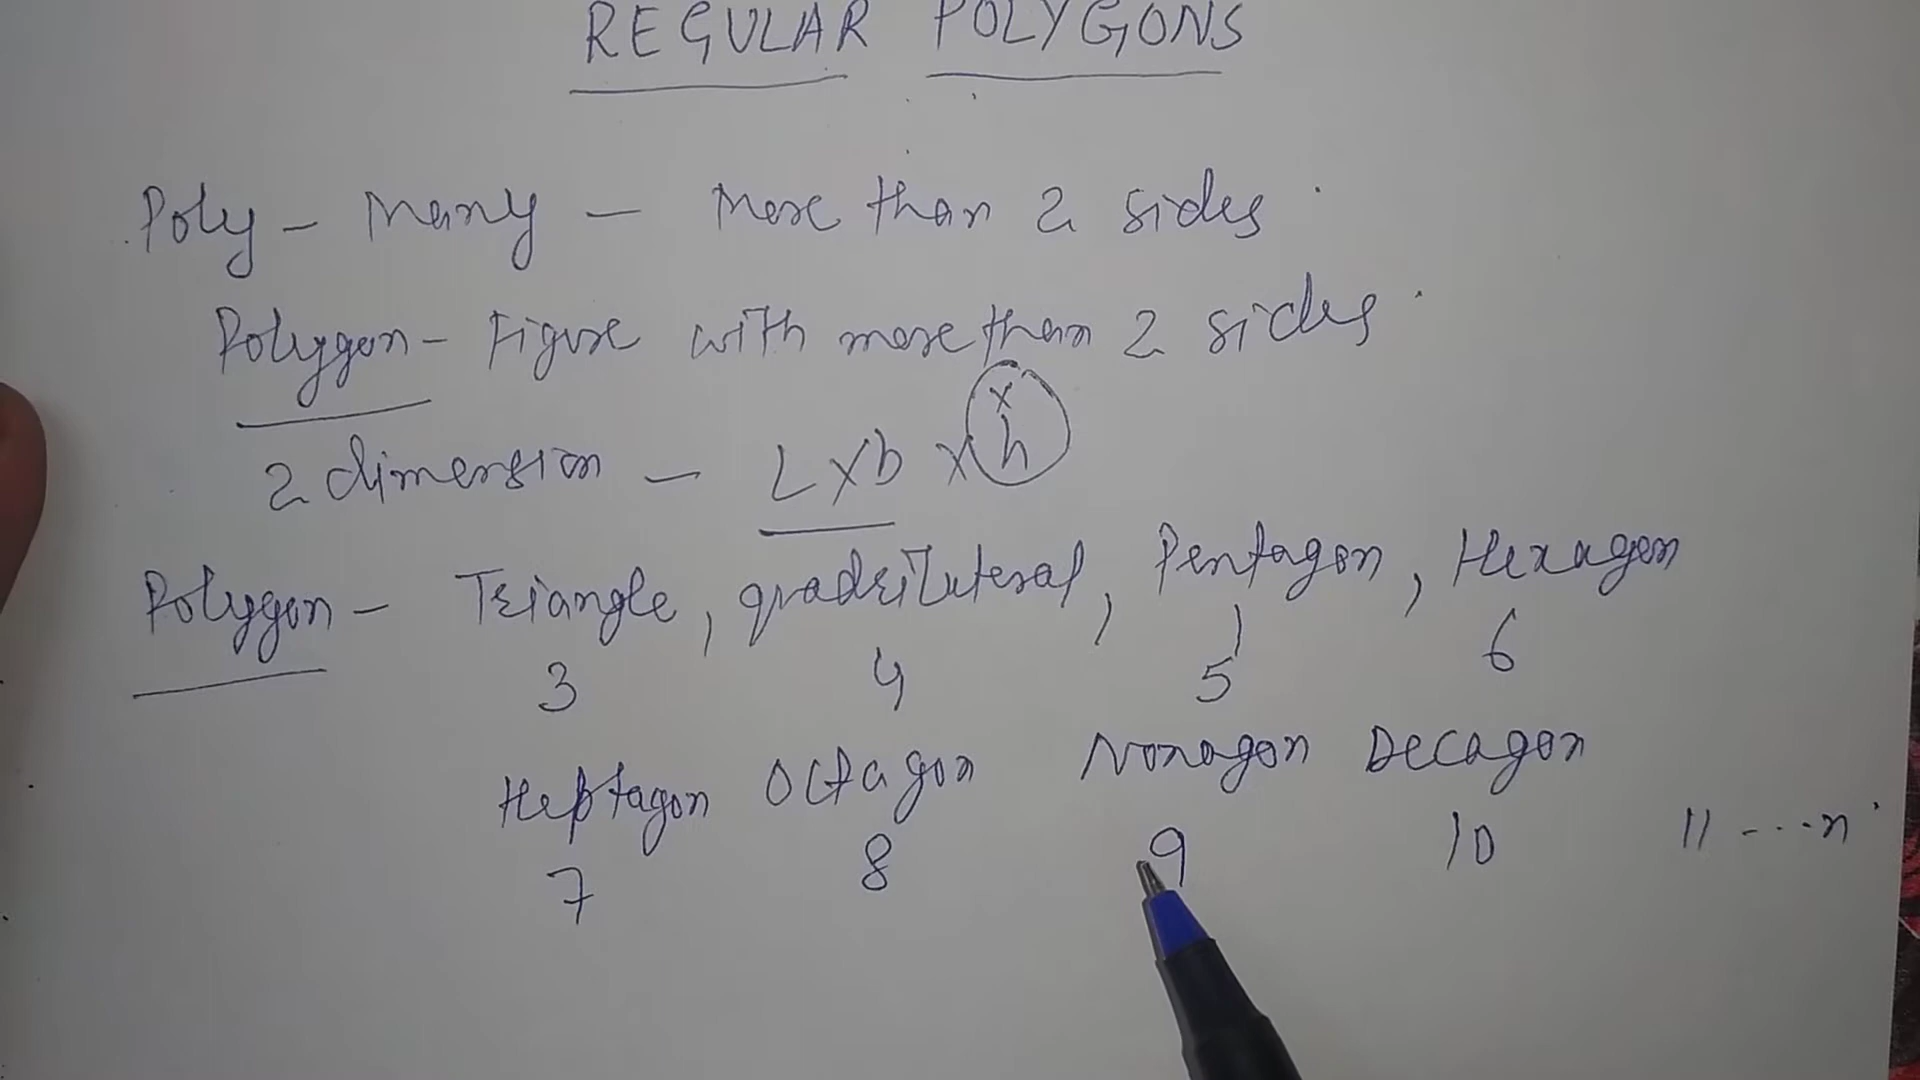 REGULAR POLYGONS
Poly - Many - More than 2 sides.
Polygon - Figure with more than 2 sides.
2 dimension - L x b x h
x
Polygon - Triangle, quadrilateral, Pentagon, Hexagon
3 4 5 6
Heptagon Octagon Nonagon Decagon
7 8 9 10 11 ---- n